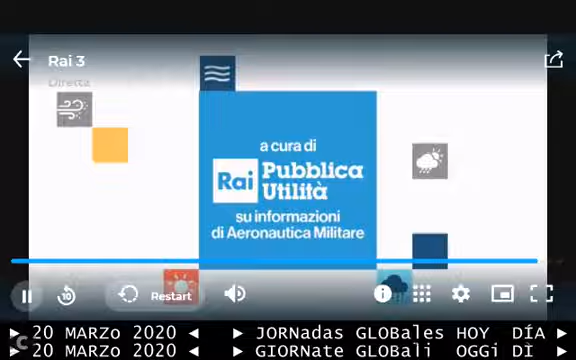 Rai 3
Diretta
a cura di
Rai Pubblica
Utilità
su informazioni
di Aeronautica Militare
10
Restart
▶ 20 MARZo 2020 ◀ ▶ JORNadas GLOBales HOY DÍA ▶
▶ 20 MARZo 2020 ◀ ▶ GIORNate GLOBali OGGi DÌ ▶